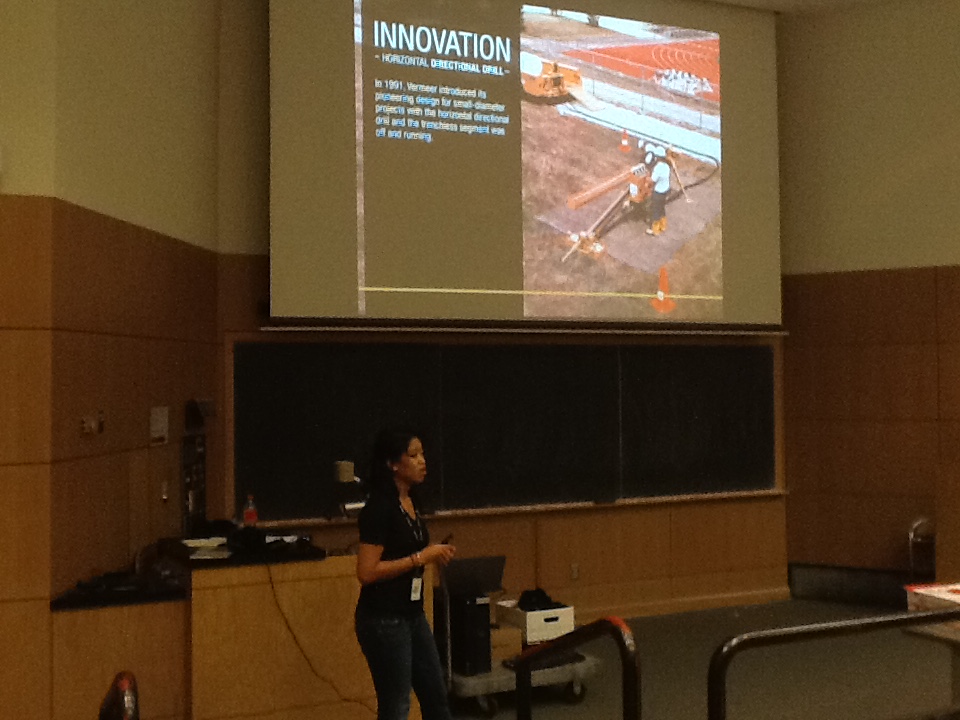 INNOVATION
- HORIZONTAL DIRECTIONAL DRILL -
In 1991, Vermeer introduced its
pioneering design for small-diameter
projects with the horizontal directional
drill and the trenchless segment was
off and running.